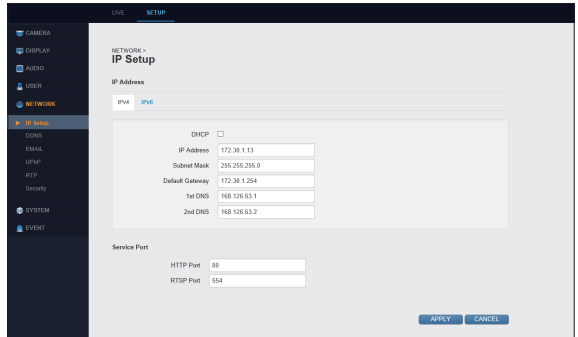 LIVE SETUP
CAMERA
DISPLAY
AUDIO
USER
NETWORK
IP Setup
DDNS
EMAIL
UPnP
RTP
Security
SYSTEM
EVENT
NETWORK >
IP Setup
IP Address
IPv4 IPv6
DHCP
IP Address 172.30.1.13
Subnet Mask 255.255.255.0
Default Gateway 172.30.1.254
1st DNS 168.126.63.1
2nd DNS 168.126.63.2
Service Port
HTTP Port 80
RTSP Port 554
APPLY CANCEL